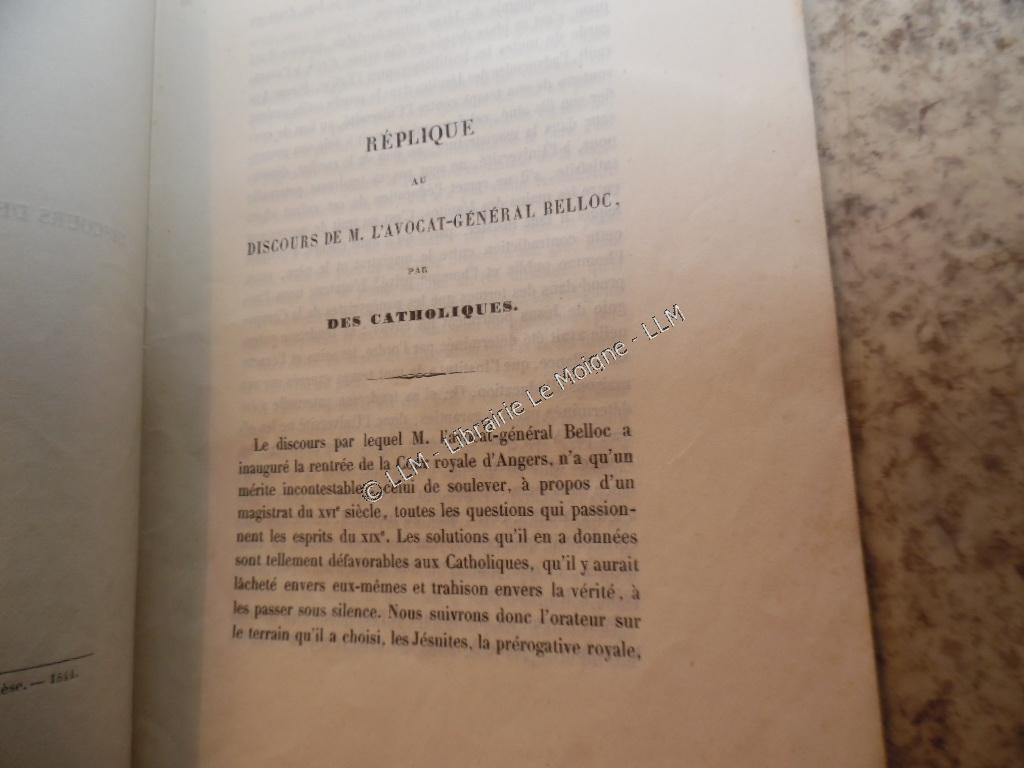 RÉPLIQUE
AU
DISCOURS DE M. L'AVOCAT-GÉNÉRAL BELLOC,
PAR
DES CATHOLIQUES.
Le discours par lequel M. l'avocat-général Belloc a
inauguré la rentrée de la Cour royale d'Angers, n'a qu'un
mérite incontestable, celui de soulever, à propos d'un
magistrat du XVIe siècle, toutes les questions qui passion-
nent les esprits du XIXe. Les solutions qu'il en a données
sont tellement défavorables aux Catholiques, qu'il y aurait
lâcheté envers eux-mêmes et trahison envers la vérité, à
les passer sous silence. Nous suivrons donc l'orateur sur
le terrain qu'il a choisi, les Jésuites, la prérogative royale,
© LLM - Librairie Le Moigne - LLM
1844.